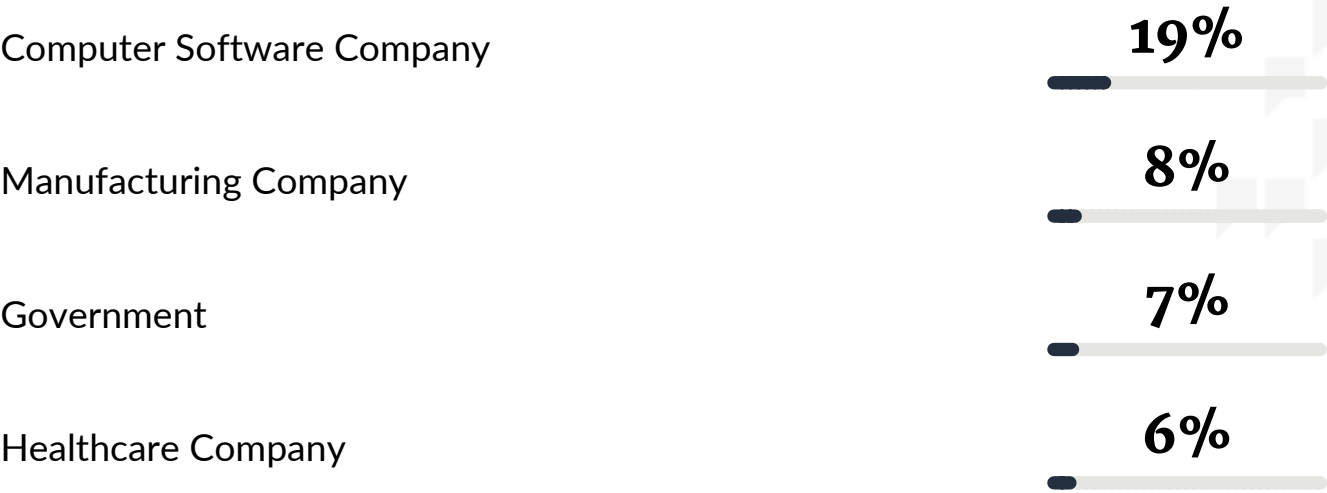 Computer Software Company
19%
Manufacturing Company
8%
Government
7%
Healthcare Company
6%